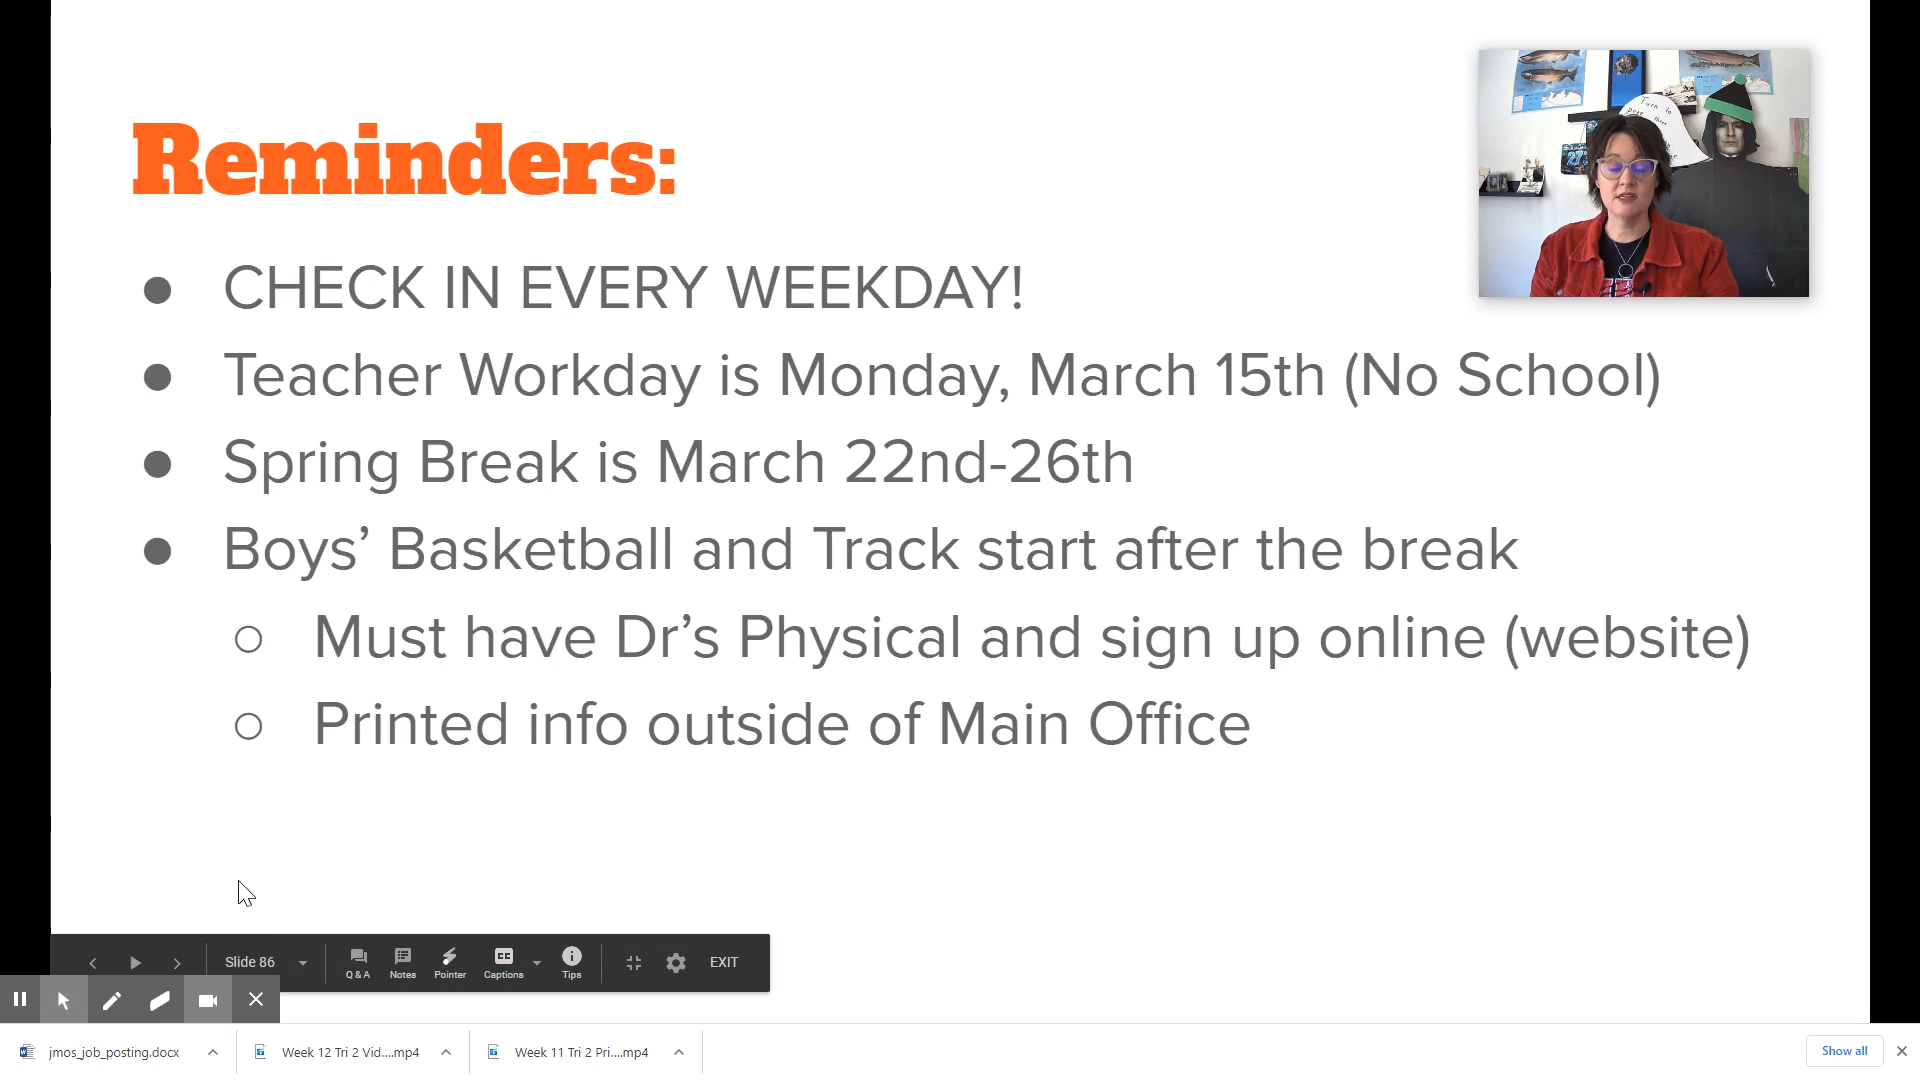 Turn to
Reminders:
CHECK IN EVERY WEEKDAY!
Teacher Workday is Monday, March 15th (No School)
Spring Break is March 22nd-26th
Boys’ Basketball and Track start after the break
Must have Dr’s Physical and sign up online (website)
Printed info outside of Main Office
Slide 86
Q & A
Notes
Pointer
Captions
Tips
EXIT
jmos_job_posting.docx
Week 12 Tri 2 Vid....mp4
Week 11 Tri 2 Pri....mp4
Show all